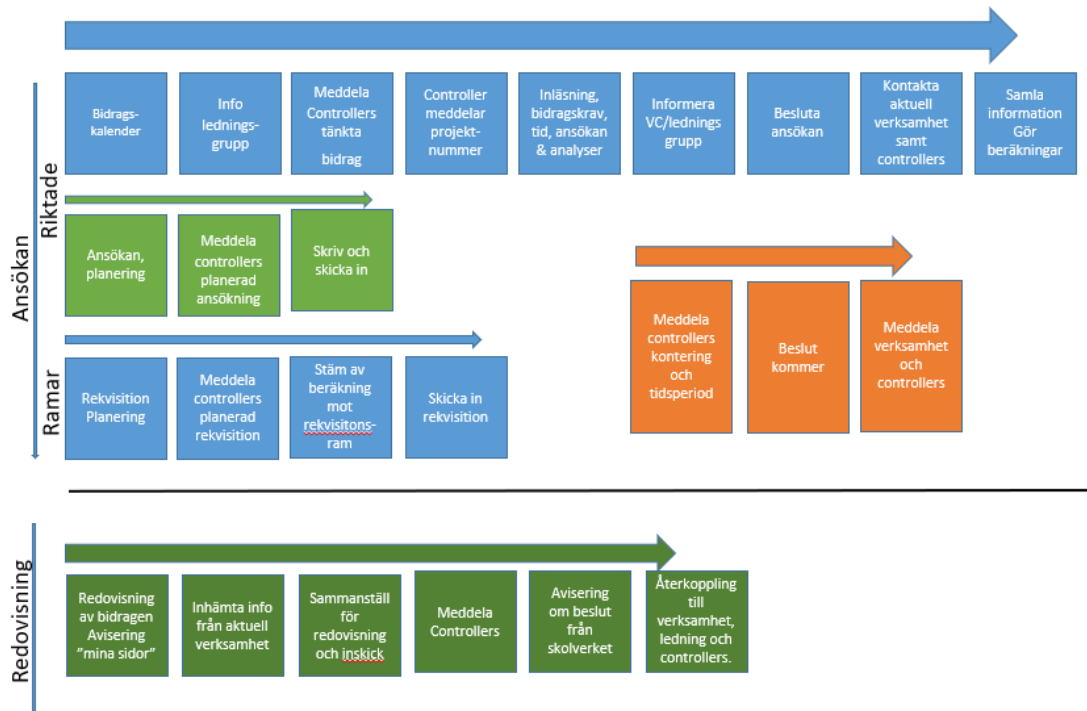 Bidrags-
kalender
Info
lednings-
grupp
Meddela
Controllers
tänkta
bidrag
Controller
meddelar
projekt-
nummer
Inläsning,
bidragskrav,
tid, ansökan
& analyser
Informera
VC/lednings
grupp
Besluta
ansökan
Kontakta
aktuell
verksamhet
samt
controllers
Samla
information
Gör
beräkningar
Ansökan
Riktade
Ansökan,
planering
Meddela
controllers
planerad
ansökning
Skriv och
skicka in
Meddela
controllers
kontering
och
tidsperiod
Beslut
kommer
Meddela
verksamhet
och
controllers
Ramar
Rekvisition
Planering
Meddela
controllers
planerad
rekvisition
Stäm av
beräkning
mot
rekvisitons-
ram
Skicka in
rekvisition
Redovisning
Redovisning
av bidragen
Avisering
”mina sidor”
Inhämta info
från aktuell
verksamhet
Sammanställ
för
redovisning
och inskick
Meddela
Controllers
Avisering
om beslut
från
skolverket
Återkoppling
till
verksamhet,
ledning och
controllers.